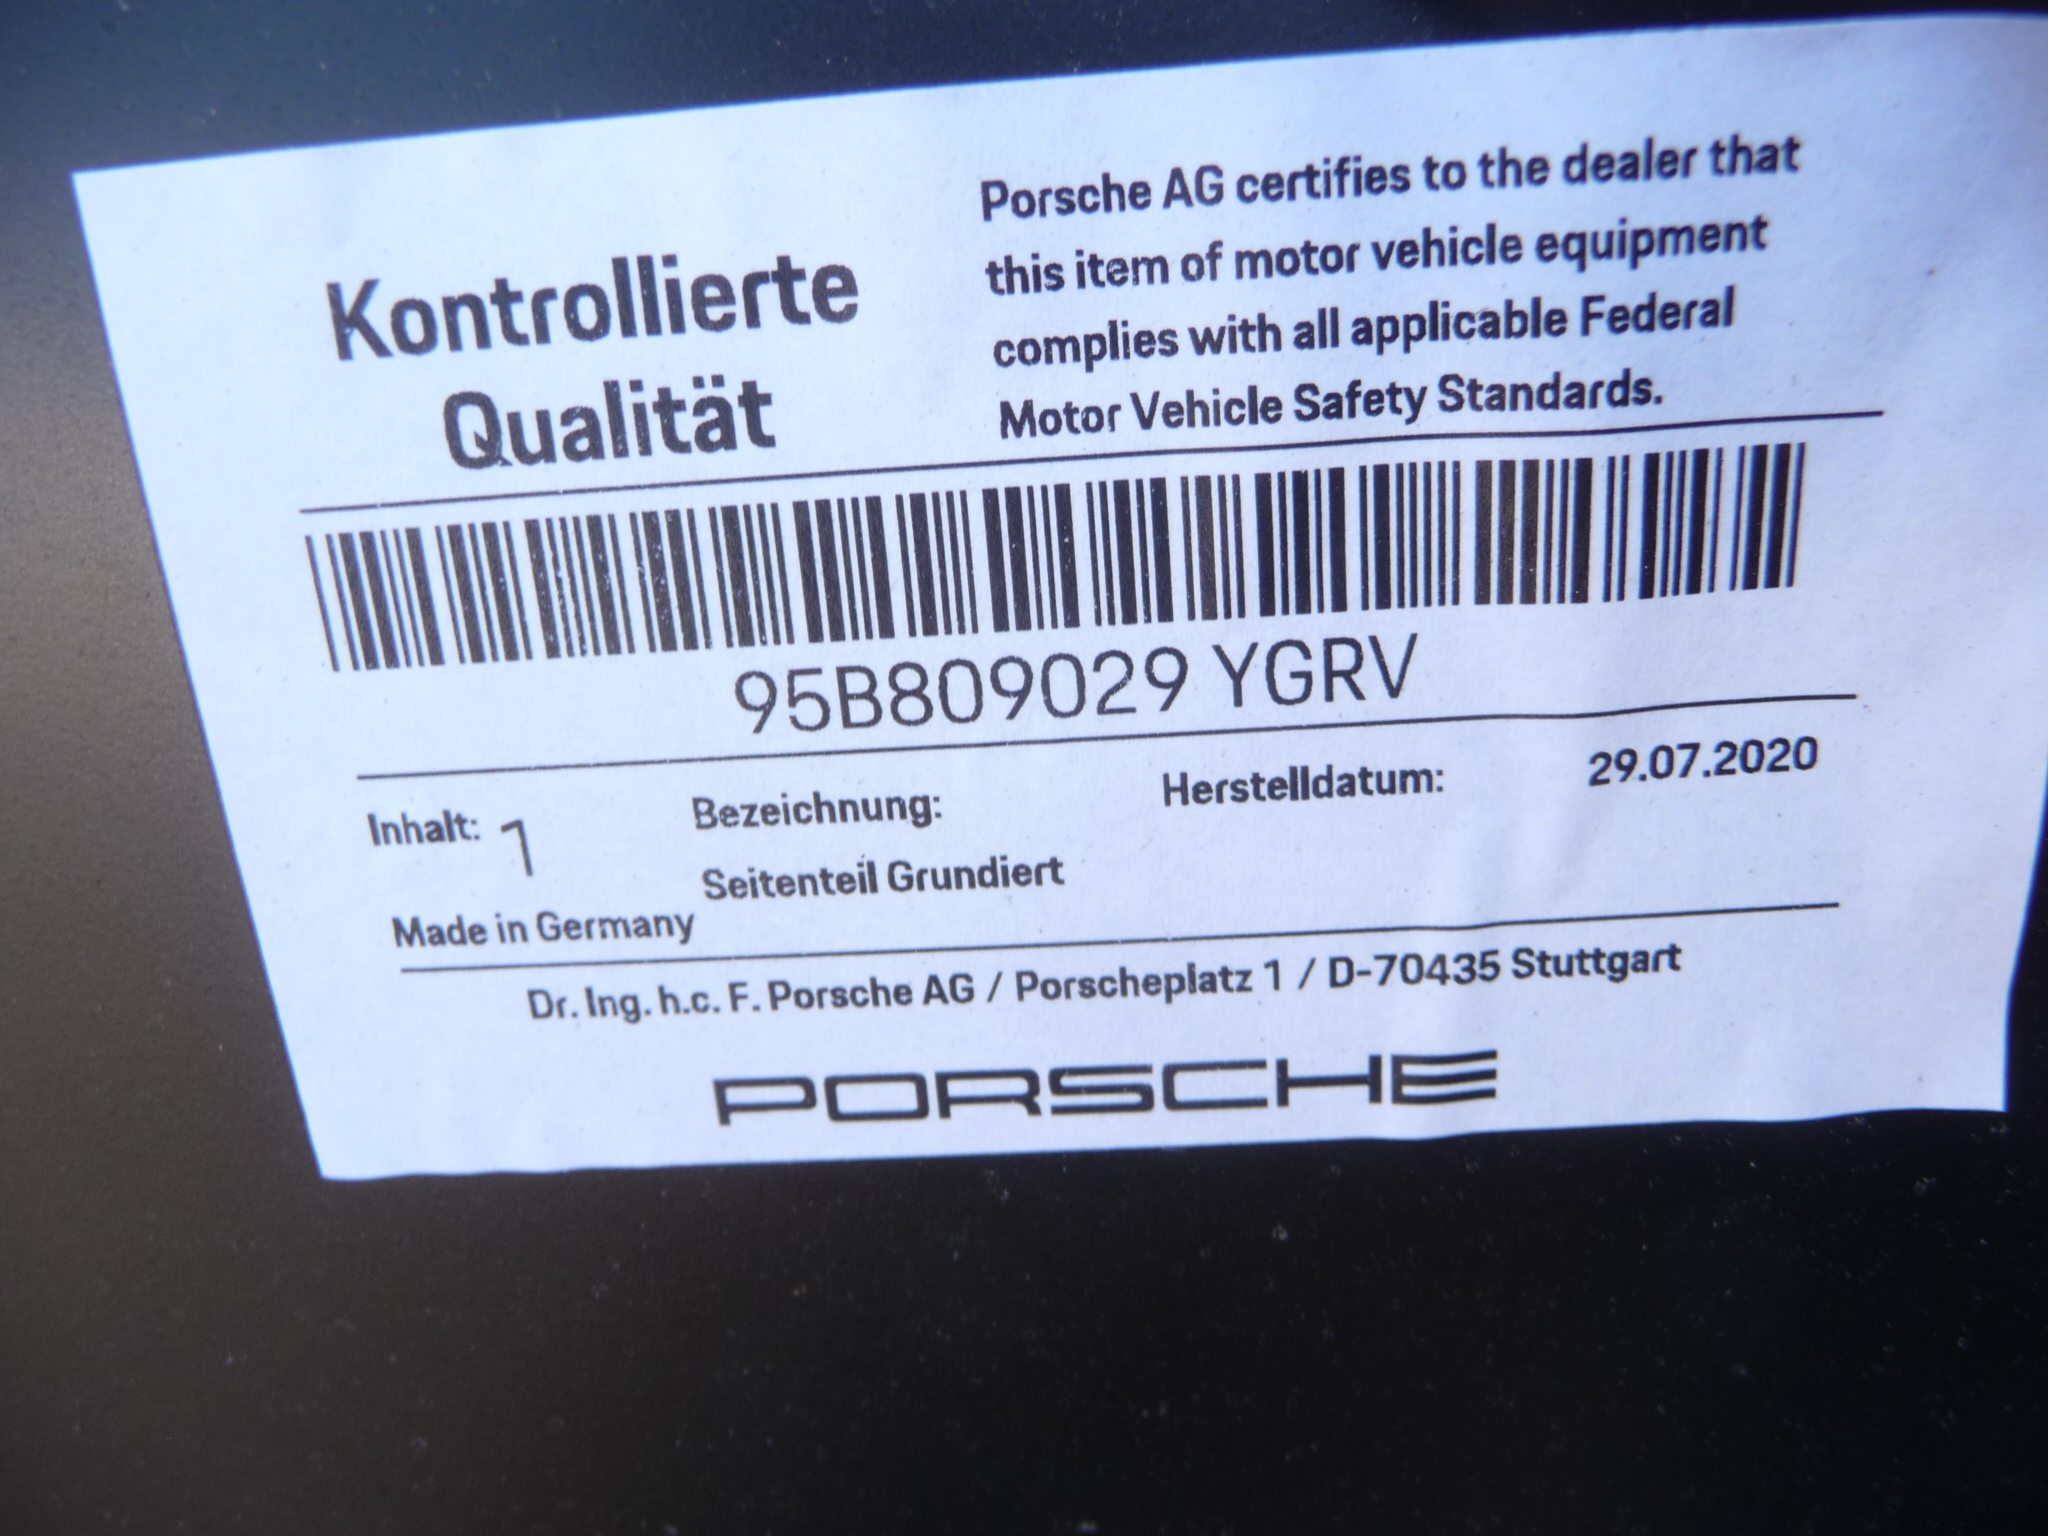 Kontrollierte
Qualität
Porsche AG certifies to the dealer that
this item of motor vehicle equipment
complies with all applicable Federal
Motor Vehicle Safety Standards.
95B809029 YGRV
Inhalt: 1
Bezeichnung:
Seitenteil Grundiert
Herstelldatum: 29.07.2020
Made in Germany
Dr. Ing. h.c. F. Porsche AG / Porscheplatz 1 / D-70435 Stuttgart
PORSCHE